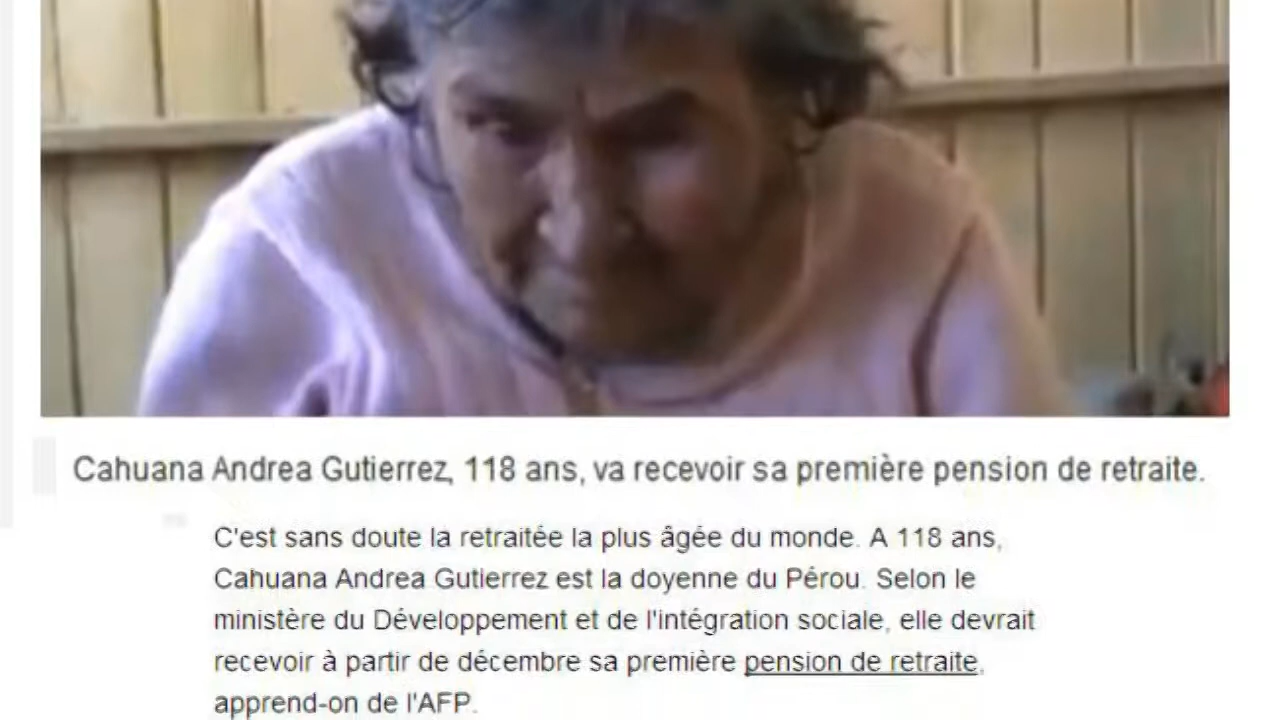 Cahuana Andrea Gutierrez, 118 ans, va recevoir sa première pension de retraite.
C'est sans doute la retraitée la plus âgée du monde. A 118 ans,
Cahuana Andrea Gutierrez est la doyenne du Pérou. Selon le
ministère du Développement et de l'intégration sociale, elle devrait
recevoir à partir de décembre sa première pension de retraite,
apprend-on de l'AFP.